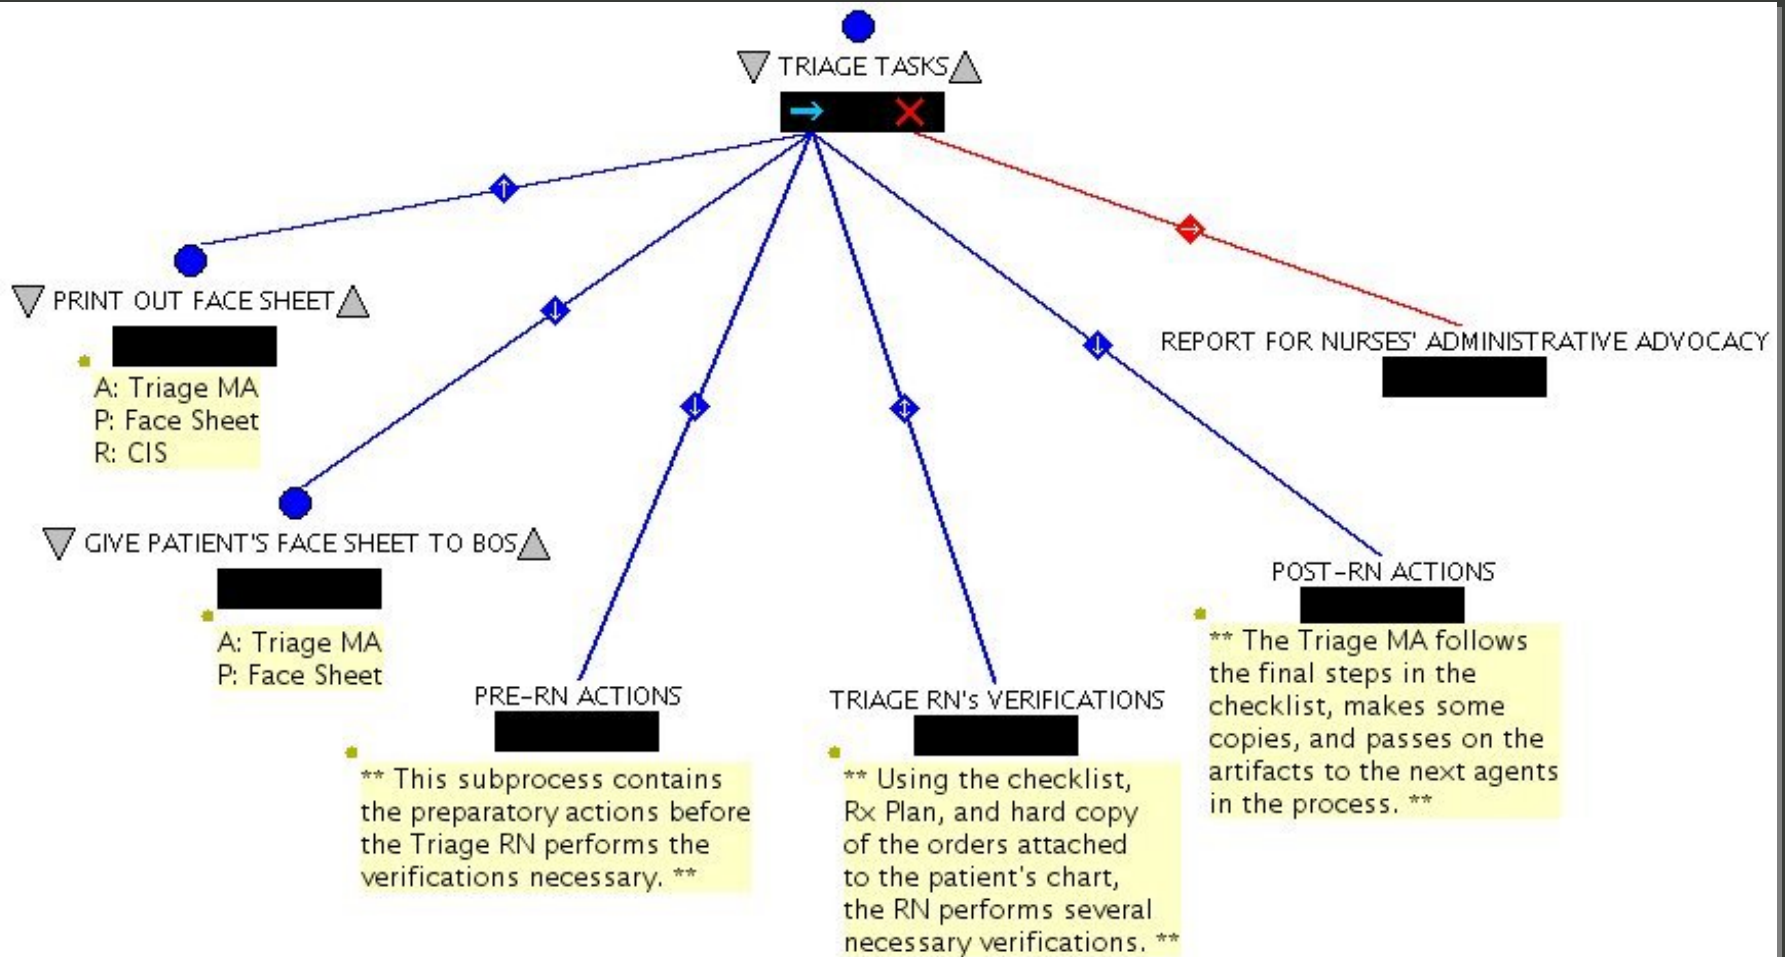 TRIAGE TASKS
PRINT OUT FACE SHEET
A: Triage MA
P: Face Sheet
R: CIS
REPORT FOR NURSES' ADMINISTRATIVE ADVOCACY
GIVE PATIENT'S FACE SHEET TO BOS
A: Triage MA
P: Face Sheet
PRE-RN ACTIONS
** This subprocess contains
the preparatory actions before
the Triage RN performs the
verifications necessary. **
TRIAGE RN's VERIFICATIONS
** Using the checklist,
Rx Plan, and hard copy
of the orders attached
to the patient's chart,
the RN performs several
necessary verifications. **
POST-RN ACTIONS
** The Triage MA follows
the final steps in the
checklist, makes some
copies, and passes on the
artifacts to the next agents
in the process. **